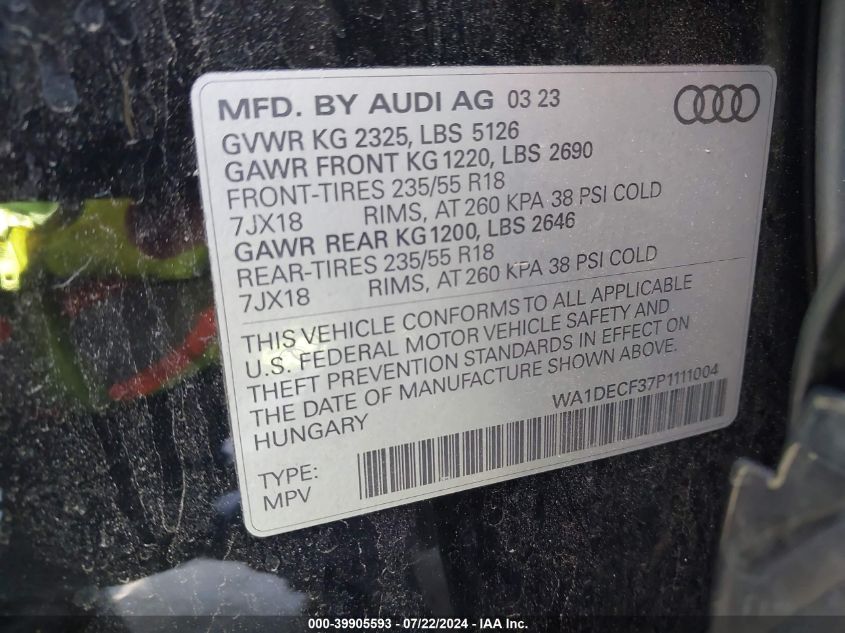 MFD. BY AUDI AG 03 23
GVWR KG 2325, LBS 5126
GAWR FRONT KG 1220, LBS 2690
FRONT-TIRES 235/55 R18
7JX18 RIMS, AT 260 KPA 38 PSI COLD
GAWR REAR KG 1200, LBS 2646
REAR-TIRES 235/55 R18
7JX18 RIMS, AT 260 KPA 38 PSI COLD
THIS VEHICLE CONFORMS TO ALL APPLICABLE
U.S. FEDERAL MOTOR VEHICLE SAFETY AND
THEFT PREVENTION STANDARDS IN EFFECT ON
THE DATE OF MANUFACTURE SHOWN ABOVE.
HUNGARY
WA1DECF37P1111004
TYPE:
MPV
000-39905593 - 07/22/2024 - IAAI Inc.